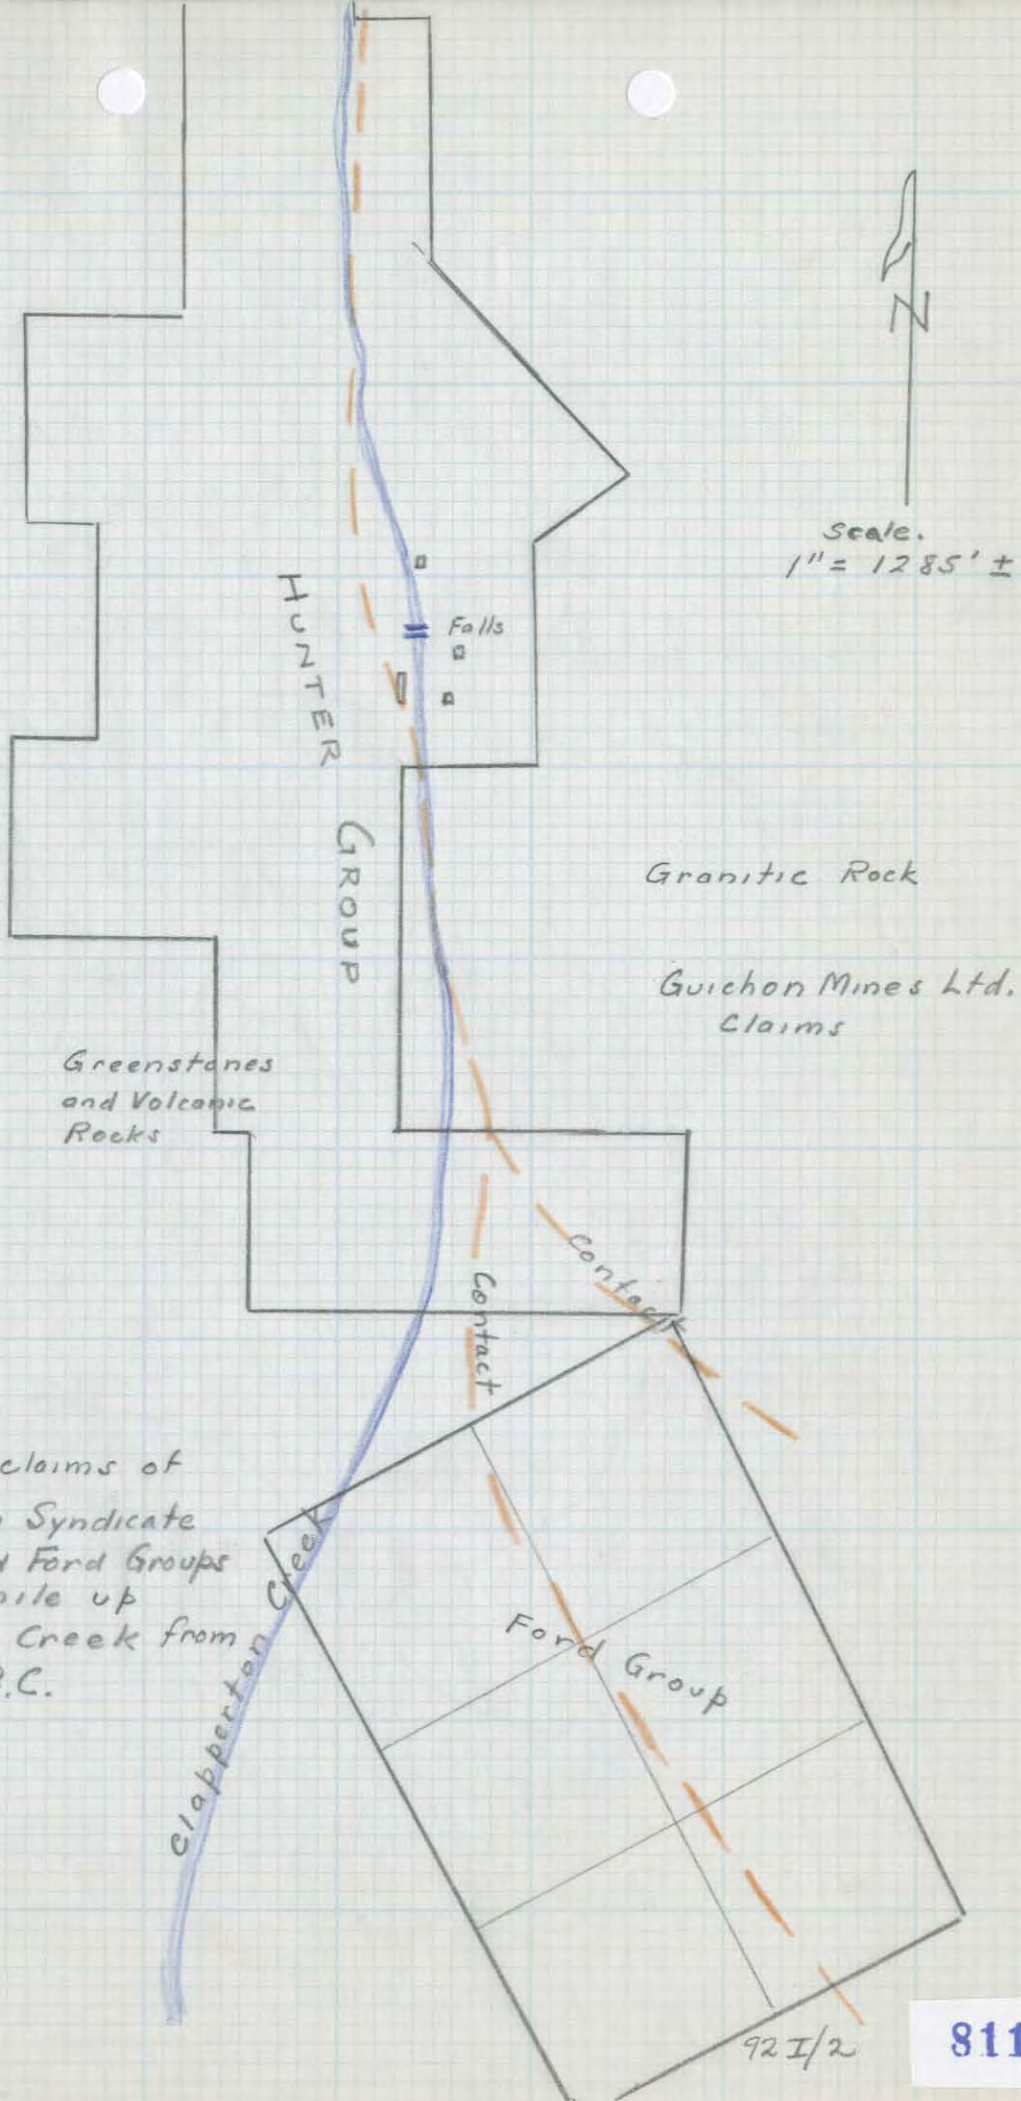 N
Scale.
1" = 1285' ±
Falls
HUNTER GROUP
Granitic Rock
Guichon Mines Ltd.
Claims
Greenstones
and Volcanic
Rocks
Contact
Contact
claims of
Syndicate
Ford Groups
up
Creek from
B.C.
Clapperton Creek
Ford Group
92 I/2
811